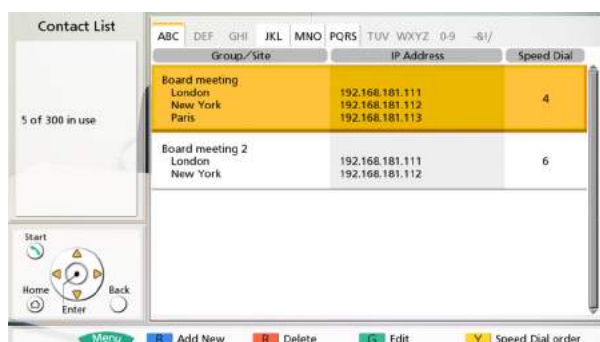 Contact List
ABC DEF GHI JKL MNO PQRS TUV WXYZ 0-9 -&!/
Group/Site IP Address Speed Dial
Board meeting
London 192.168.181.111
New York 192.168.181.112 4
Paris 192.168.181.113
5 of 300 in use
Board meeting 2
London 192.168.181.111 6
New York 192.168.181.112
Start
Home Back
Enter
Menu B Add New R Delete G Edit Y Speed Dial order